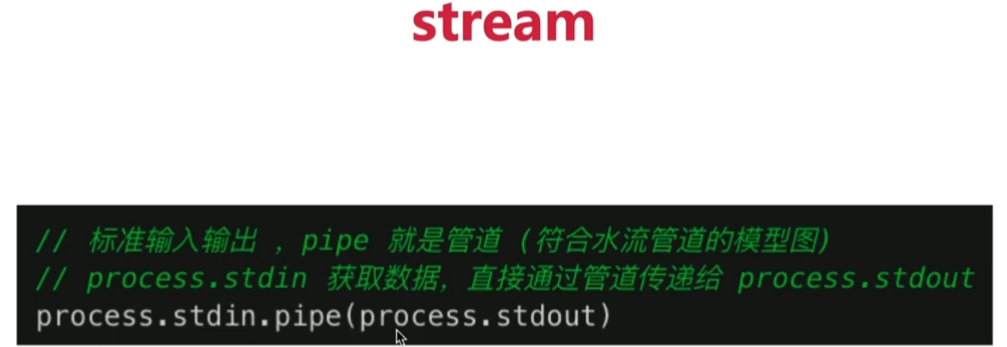 stream
// 标准输入输出 ，pipe 就是管道 (符合水流管道的模型图)
// process.stdin 获取数据，直接通过管道传递给 process.stdout
process.stdin.pipe(process.stdout)